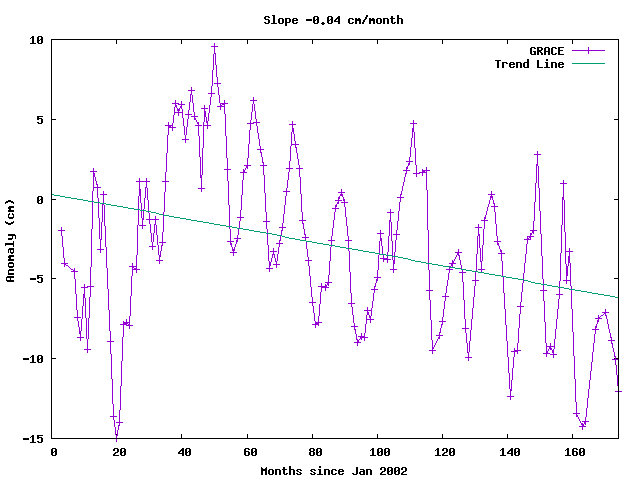 Slope -0.04 cm/month
10
5
0
-5
-10
-15
Anomaly (cm)
GRACE
Trend Line
0 20 40 60 80 100 120 140 160
Months since Jan 2002